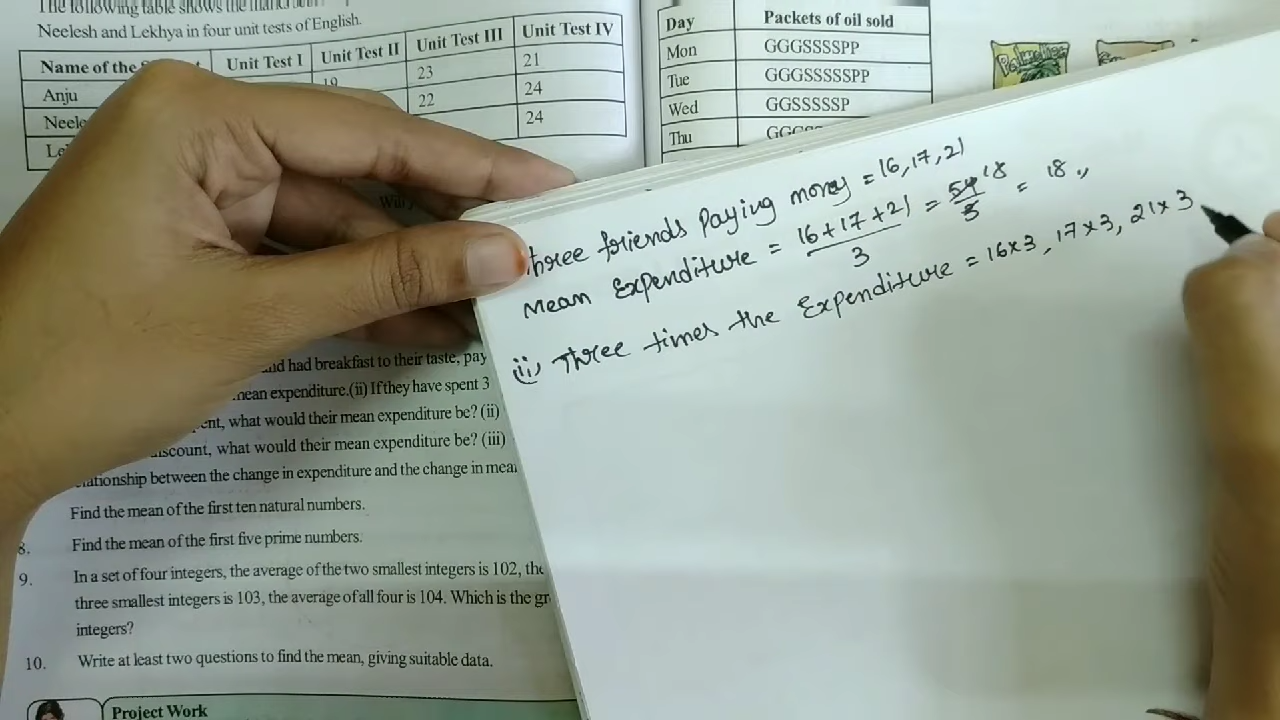 The following table shows the
Neelesh and Lekhya in four unit tests of English.
Name of the Unit Test I Unit Test II Unit Test III Unit Test IV
Anju 19 23 21
22 24
24
Day Packets of oil sold
Mon GGGSSSSPP
Tue GGGSSSSSPP
Wed GGSSSSSP
Thu
Three friends paying money = 16, 17, 21
Mean Expenditure = 16+17+21 / 3 = 54 / 3 18 = 18
(ii) Three times the Expenditure = 16×3, 17×3, 21×3
and had breakfast to their taste, pay
mean expenditure.(ii) If they have spent 3
what would their mean expenditure be? (ii)
what would their mean expenditure be? (iii)
between the change in expenditure and the change in
Find the mean of the first ten natural numbers.
8. Find the mean of the first five prime numbers.
9. In a set of four integers, the average of the two smallest integers is 102, the
three smallest integers is 103, the average of all four is 104. Which is the
integers?
10. Write at least two questions to find the mean, giving suitable data.
Project Work